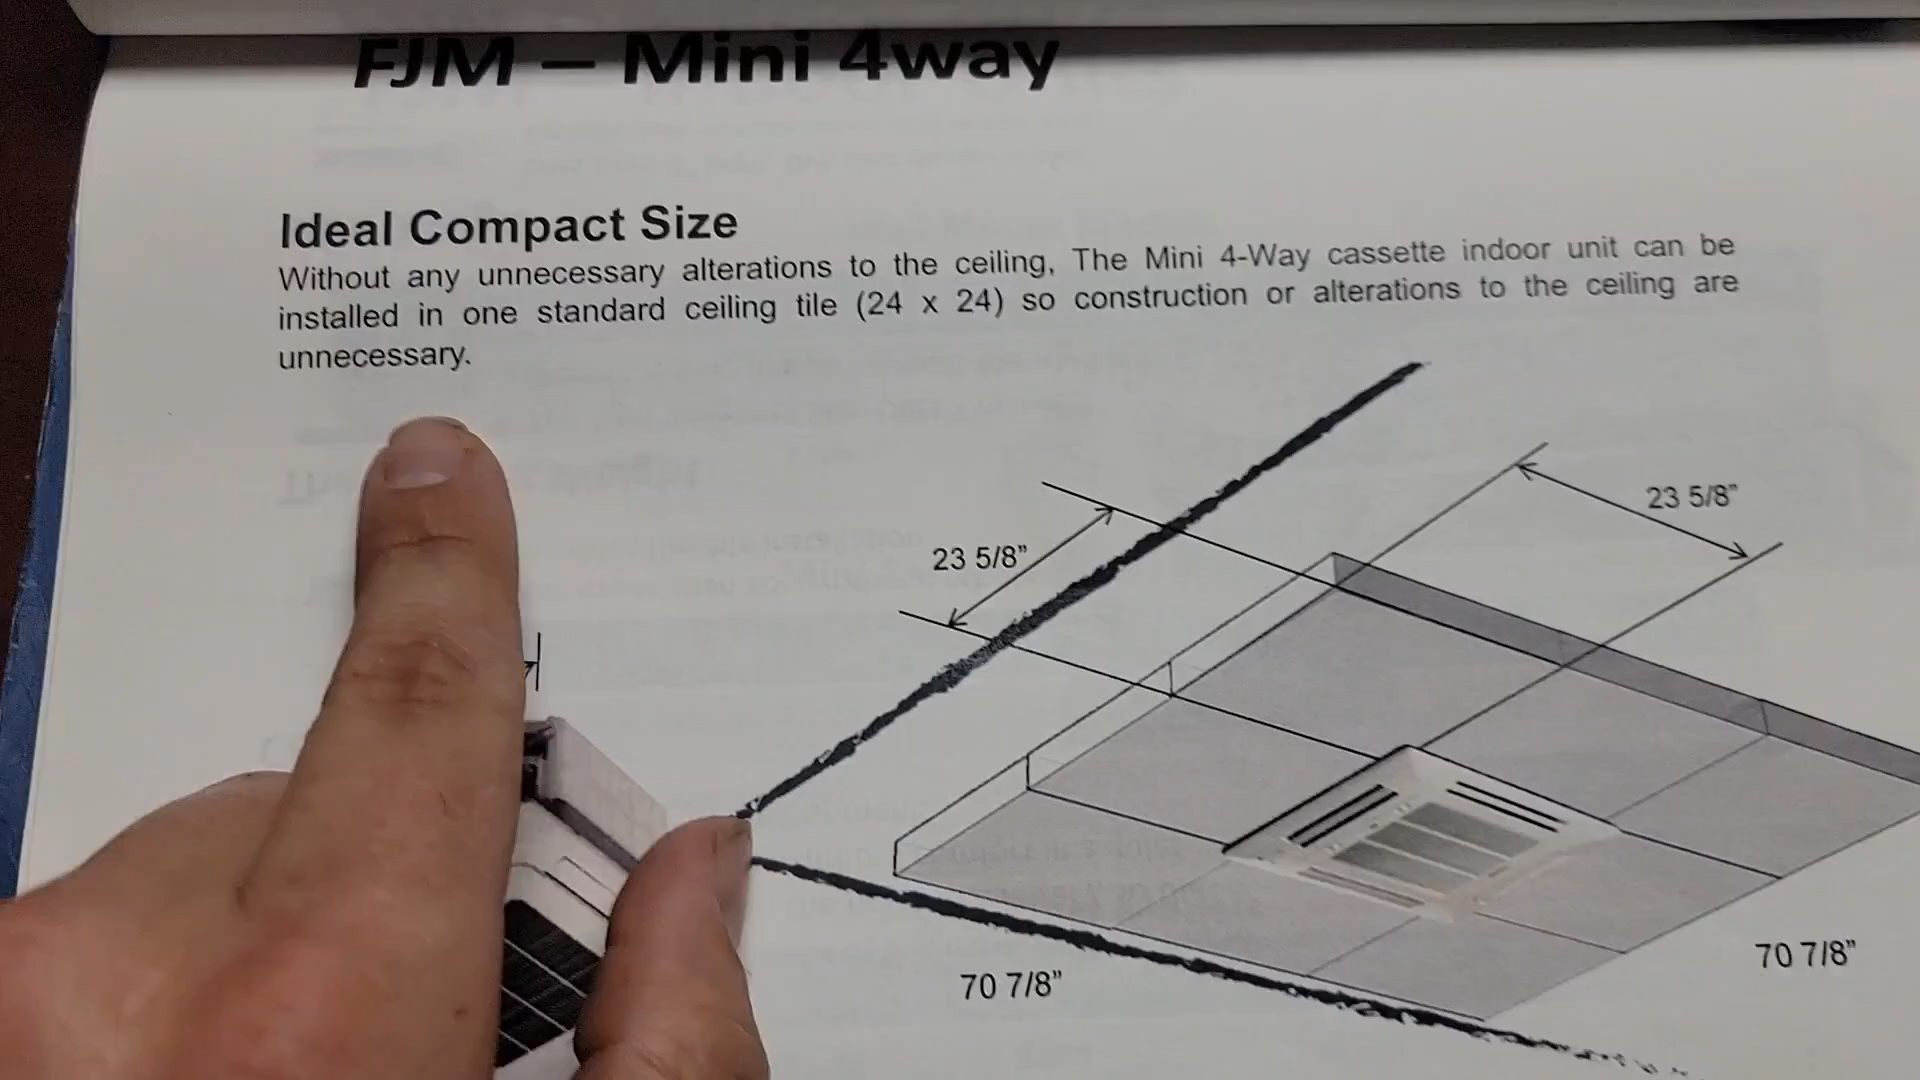 FJM – Mini 4way
Ideal Compact Size
Without any unnecessary alterations to the ceiling, The Mini 4-Way cassette indoor unit can be
installed in one standard ceiling tile (24 x 24) so construction or alterations to the ceiling are
unnecessary.
23 5/8”
23 5/8”
70 7/8”
70 7/8”